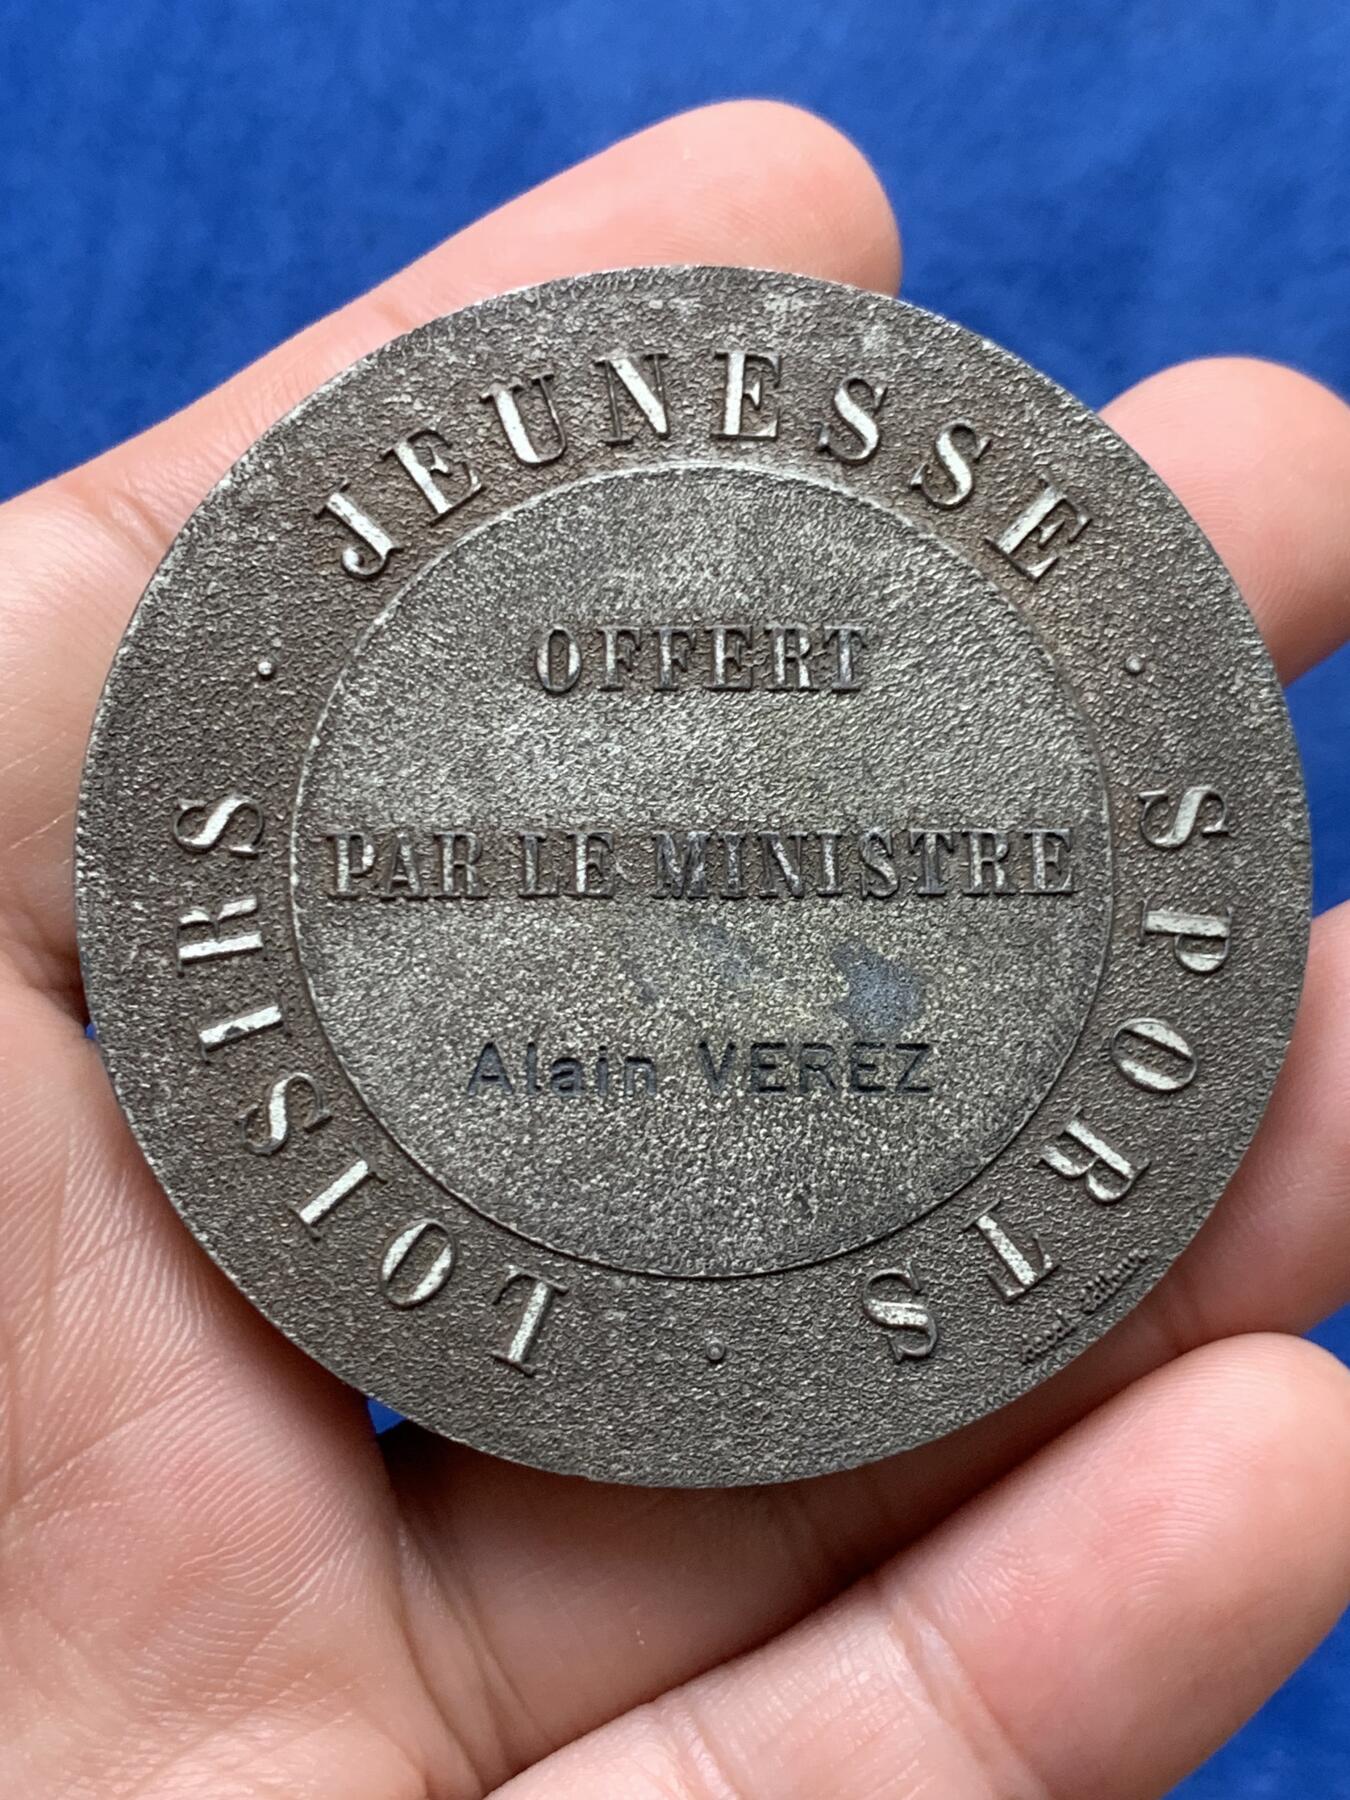 JEUNESSE · SPORTS · LOISIRS ·
OFFERT
PAR LE MINISTRE
Alain VEREZ